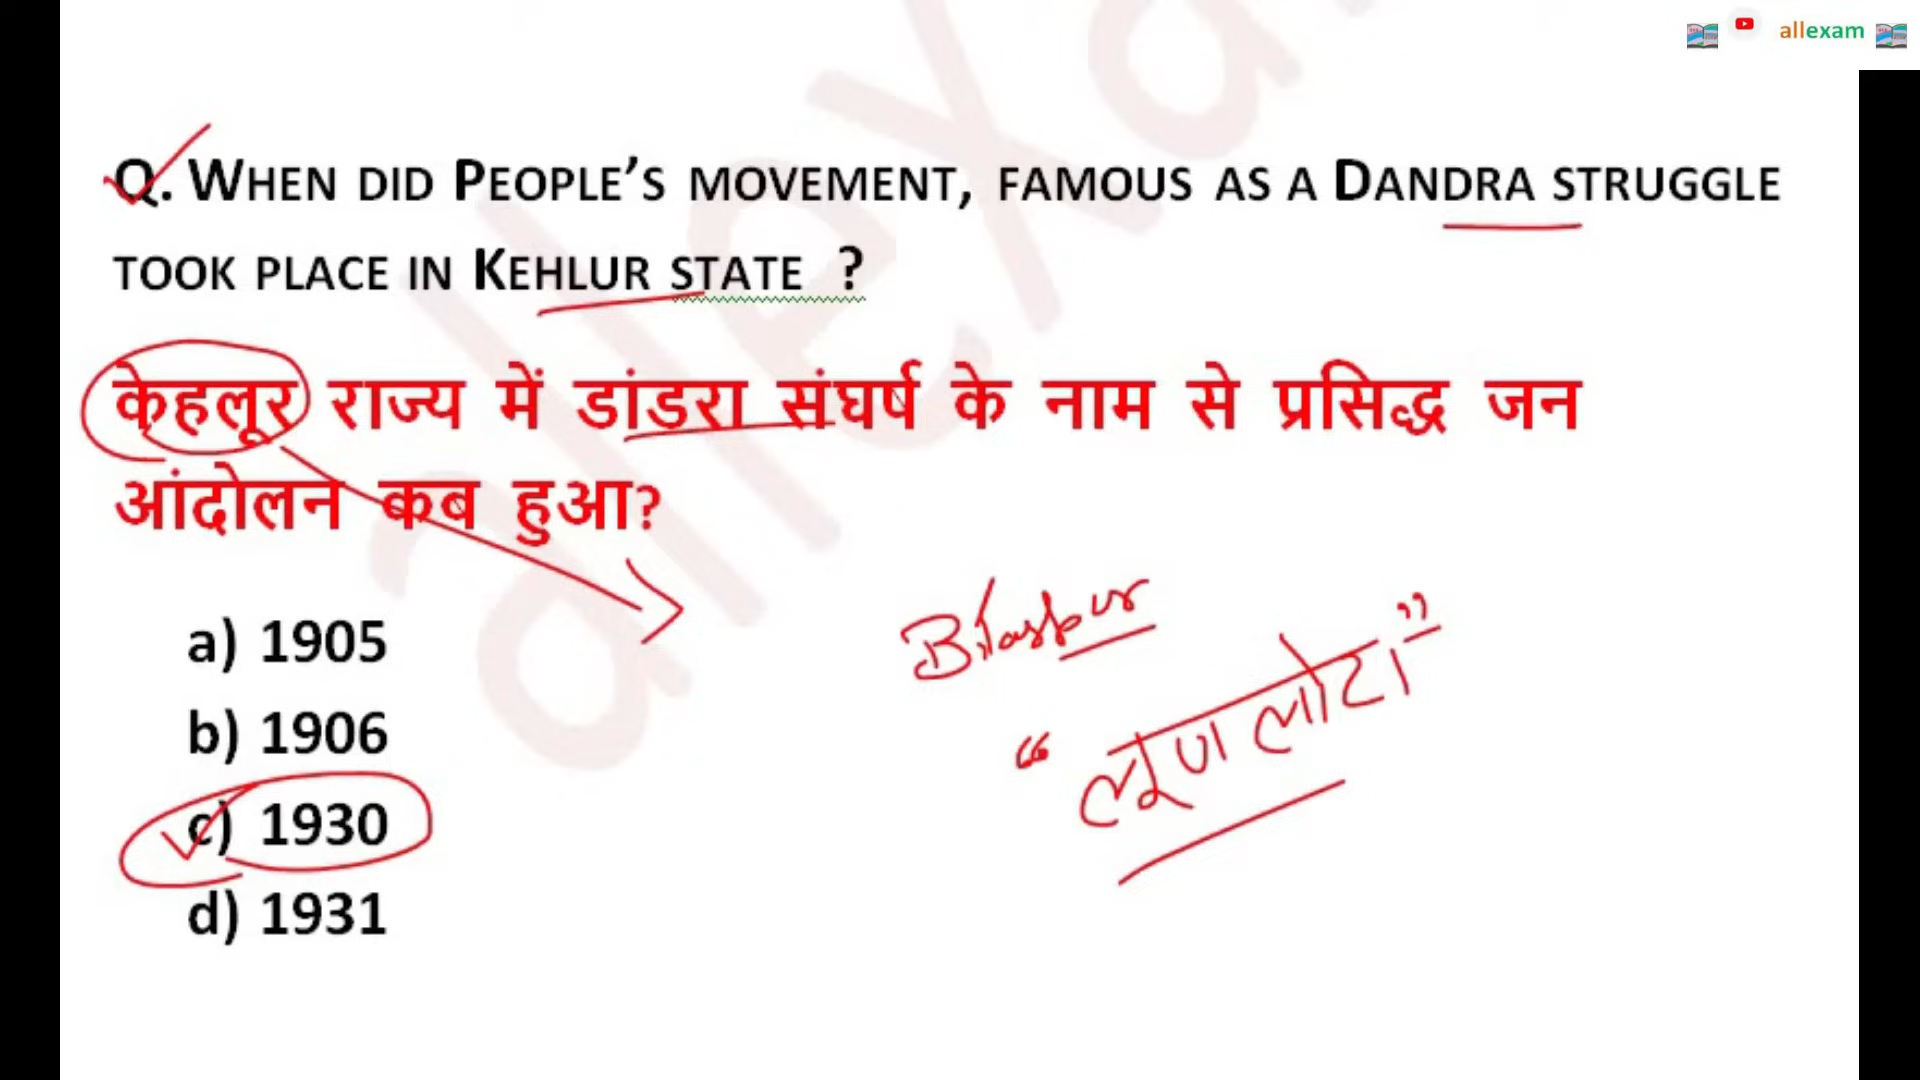 allexam
Q. When did People's movement, famous as a Dandra struggle
took place in Kehlur state ?
केहलूर राज्य में डांडरा संघर्ष के नाम से प्रसिद्ध जन
आंदोलन कब हुआ?
a) 1905
Bilaspur
b) 1906
“लूण लोटा”
c) 1930
d) 1931
allexa